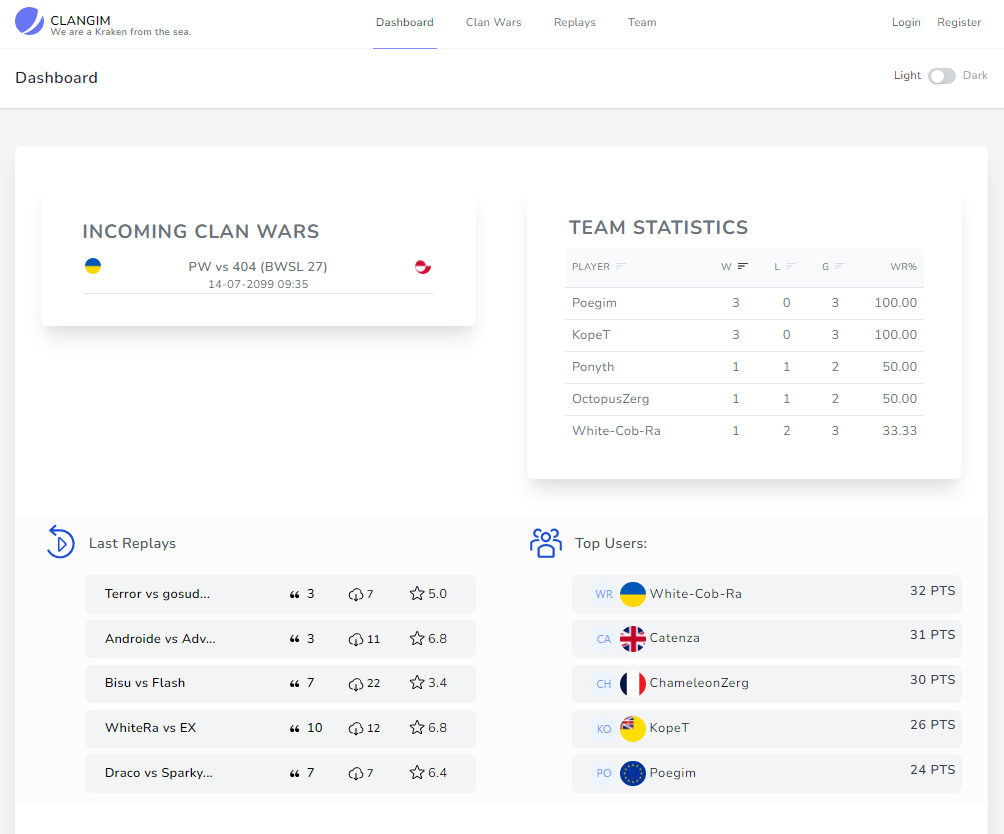 CLANGIM
We are a Kraken from the sea.
Dashboard Clan Wars Replays Team
Login Register
Dashboard
Light Dark
INCOMING CLAN WARS
PW vs 404 (BWSL 27)
14-07-2099 09:35
TEAM STATISTICS
PLAYER W L G WR%
Poegim 3 0 3 100.00
KopeT 3 0 3 100.00
Ponyth 1 1 2 50.00
OctopusZerg 1 1 2 50.00
White-Cob-Ra 1 2 3 33.33
Last Replays
Terror vs gosud... 3 7 5.0
Androide vs Adv... 3 11 6.8
Bisu vs Flash 7 22 3.4
WhiteRa vs EX 10 12 6.8
Draco vs Sparky... 7 7 6.4
Top Users:
WR White-Cob-Ra 32 PTS
CA Catenza 31 PTS
CH ChameleonZerg 30 PTS
KO KopeT 26 PTS
PO Poegim 24 PTS